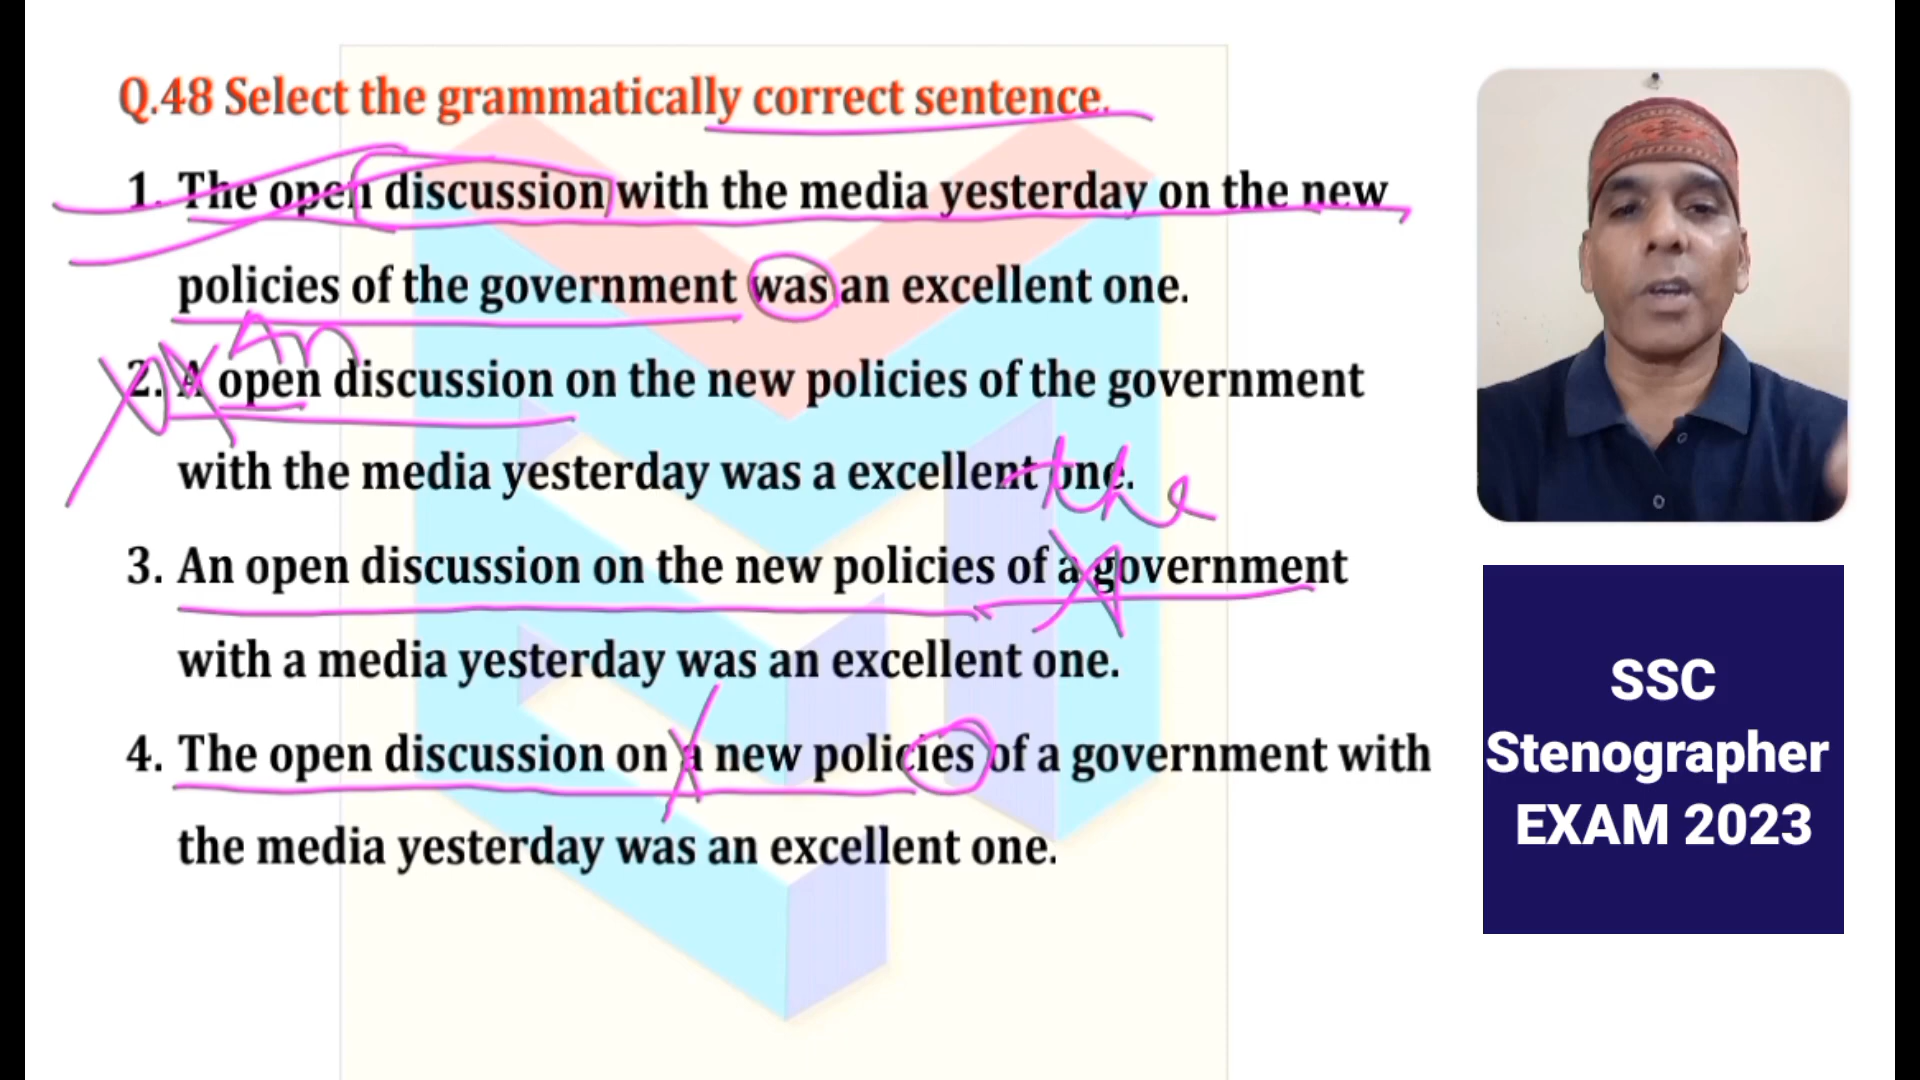 Q.48 Select the grammatically correct sentence.
1. The open discussion with the media yesterday on the new
policies of the government was an excellent one.
An
2. A open discussion on the new policies of the government
with the media yesterday was a excellent one.
the
3. An open discussion on the new policies of a government
with a media yesterday was an excellent one.
4. The open discussion on a new policies of a government with
the media yesterday was an excellent one.
SSC
Stenographer
EXAM 2023